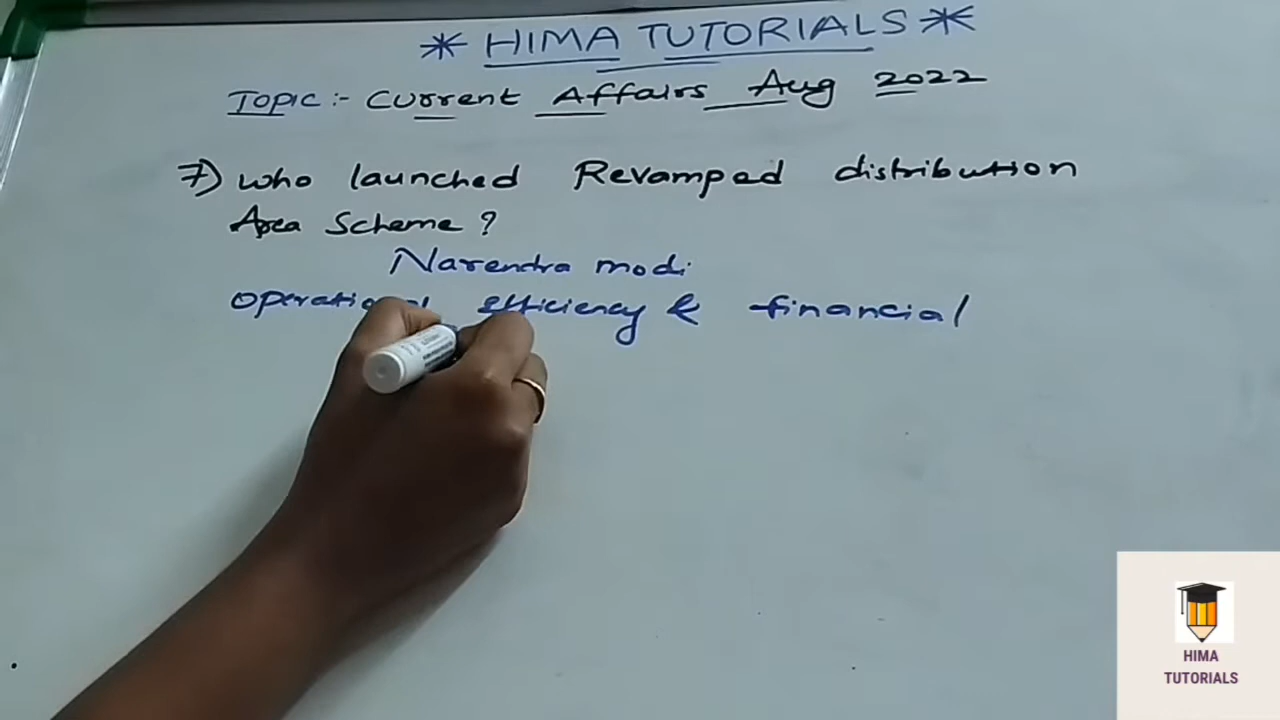 * HIMA TUTORIALS *
Topic:- Current Affairs Aug 2022
7) who launched Revamped distribution
Area Scheme ?
Narendra modi
operational efficiency & financial
HIMA
TUTORIALS